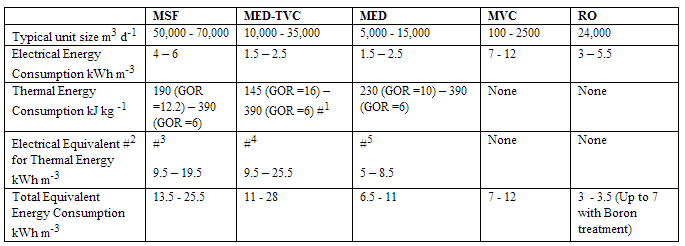 MSF MED-TVC MED MVC RO
Typical unit size m3 d-1 50,000 - 70,000 10,000 - 35,000 5,000 - 15,000 100 - 2500 24,000
Electrical Energy 4 – 6 1.5 – 2.5 1.5 – 2.5 7 - 12 3 – 5.5
Consumption kWh m-3
Thermal Energy 190 (GOR 145 (GOR =16) – 230 (GOR =10) – 390 None None
Consumption kJ kg -1 =12.2) – 390 390 (GOR =6) #1 (GOR =6)
(GOR =6)
Electrical Equivalent #2 #3 #4 #5 None None
for Thermal Energy
kWh m-3 9.5 – 19.5 9.5 – 25.5 5 – 8.5
Total Equivalent 13.5 - 25.5 11 - 28 6.5 - 11 7 - 12 3 - 3.5 (Up to 7
Energy Consumption with Boron
kWh m-3 treatment)